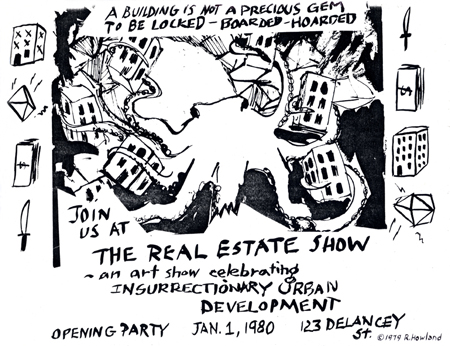 A BUILDING IS NOT A PRECIOUS GEM
TO BE LOCKED - BOARDED - HOARDED
$
$
JOIN
US AT
THE REAL ESTATE SHOW
~ an art show celebrating
INSURRECTIONARY URBAN
DEVELOPMENT
OPENING PARTY JAN. 1, 1980 123 DELANCEY
St. © 1979 R. Howland